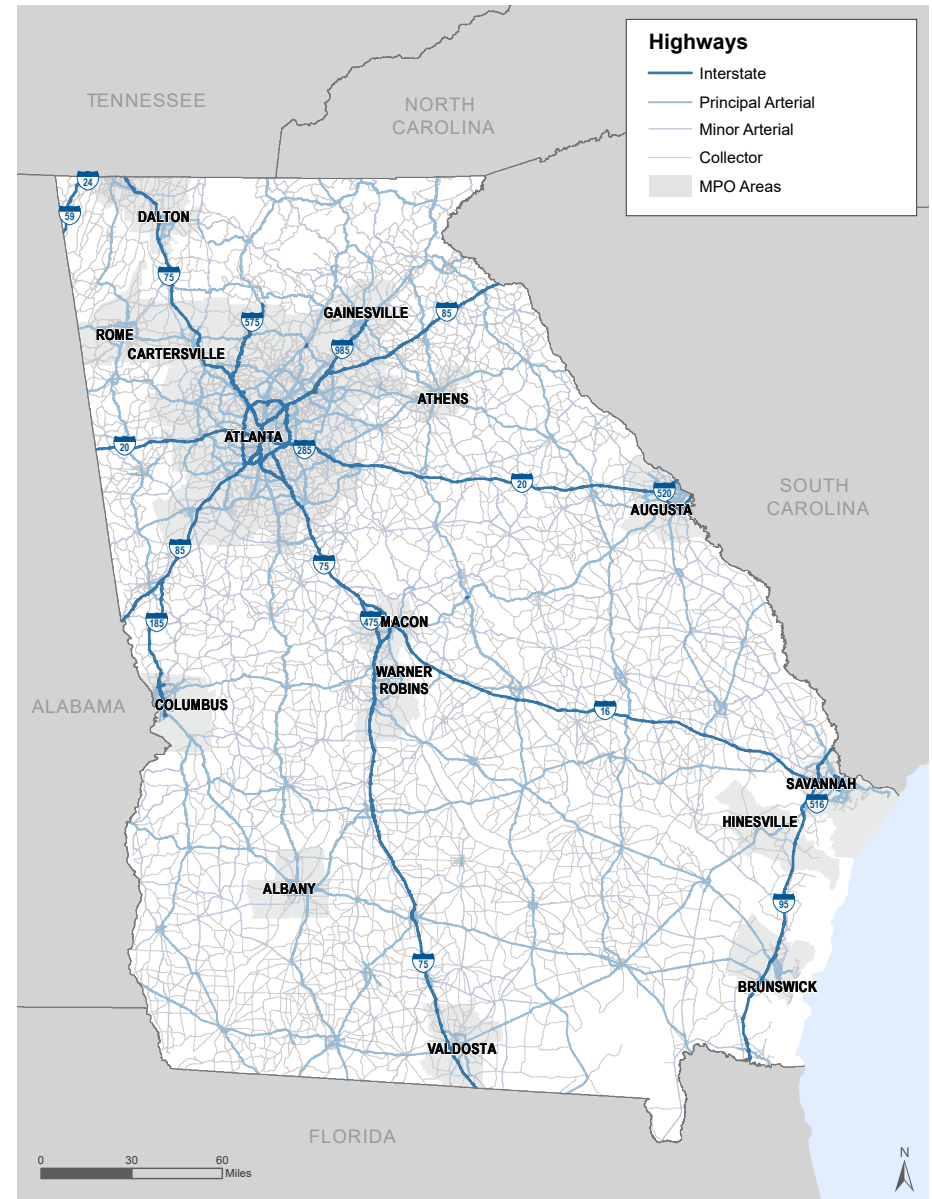 Highways
Interstate
Principal Arterial
Minor Arterial
Collector
MPO Areas
TENNESSEE
NORTH
CAROLINA
24
59
DALTON
75
575
GAINESVILLE
85
ROME
985
CARTERSVILLE
ATHENS
ATLANTA
20
285
20
520
AUGUSTA
SOUTH
CAROLINA
85
75
185
475
MACON
WARNER
ROBINS
ALABAMA
COLUMBUS
16
SAVANNAH
516
HINESVILLE
ALBANY
95
75
BRUNSWICK
VALDOSTA
FLORIDA
0 30 60
Miles
N